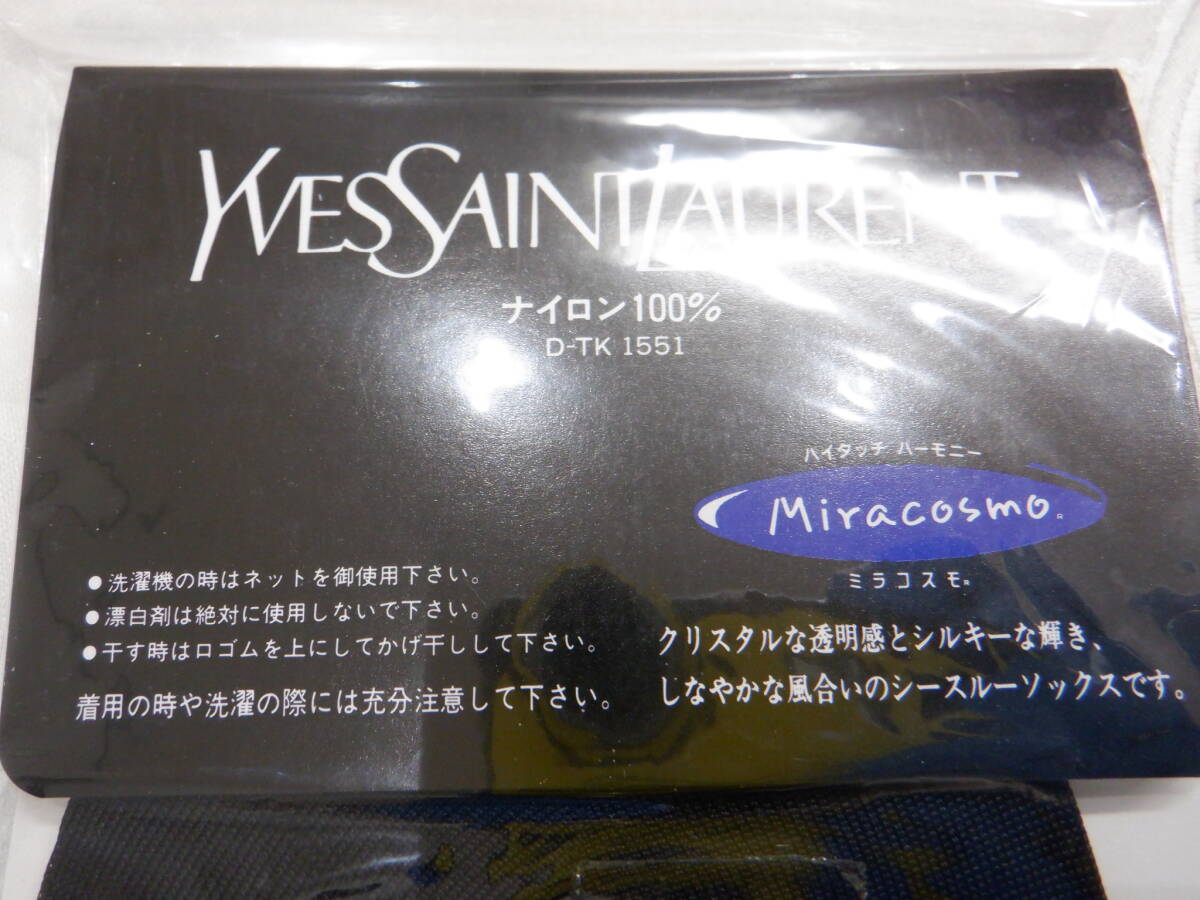 YVESSAINTLAURENT
ナイロン100%
D-TK 1551
ハイタッチ ハーモニー
Miracosmo®
ミラコスモ®
●洗濯機の時はネットを御使用下さい。
●漂白剤は絶対に使用しないで下さい。
●干す時は口ゴムを上にしてかげ干しして下さい。
着用の時や洗濯の際には充分注意して下さい。
クリスタルな透明感とシルキーな輝き、
しなやかな風合いのシースルーソックスです。